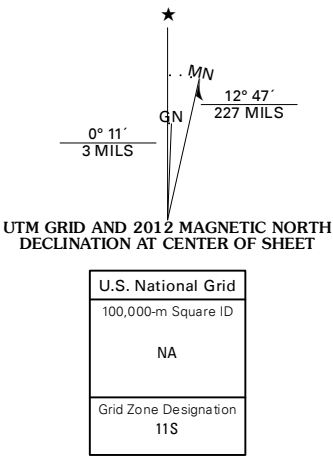 ★
MN
12° 47´
227 MILS
GN
0° 11´
3 MILS
UTM GRID AND 2012 MAGNETIC NORTH
DECLINATION AT CENTER OF SHEET
U.S. National Grid
100,000-m Square ID
NA
Grid Zone Designation
11S